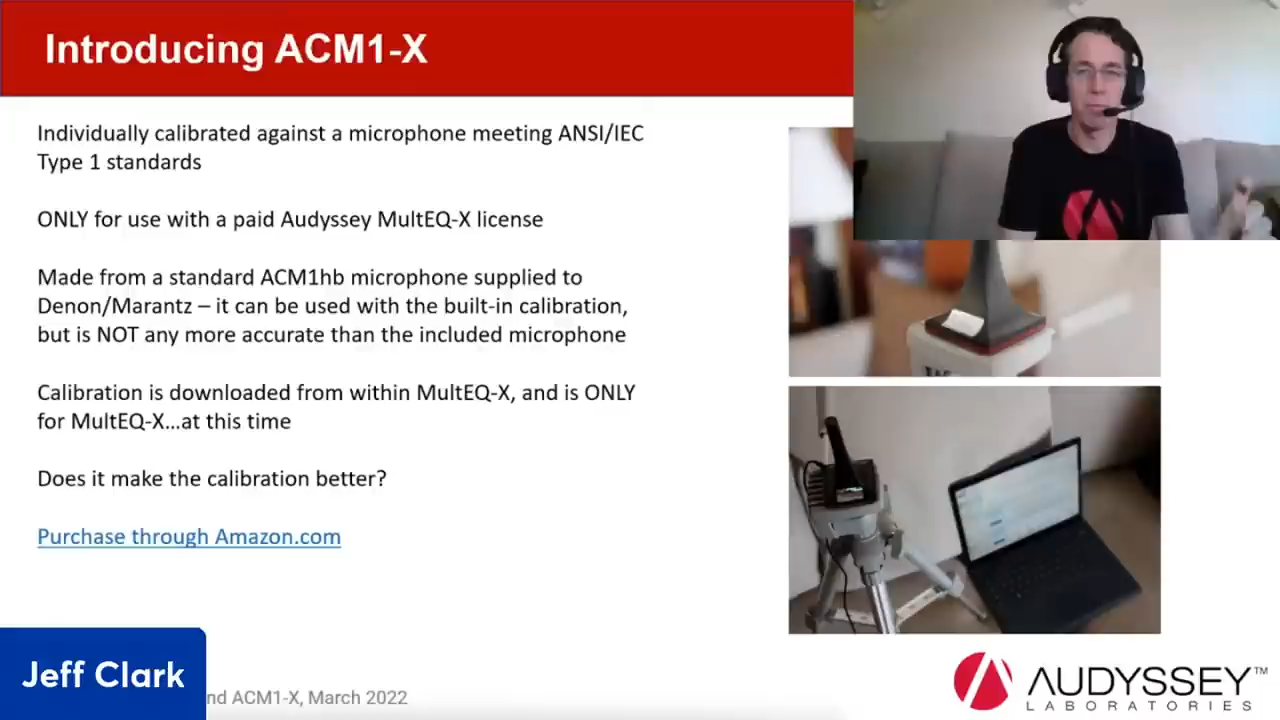 Introducing ACM1-X
Individually calibrated against a microphone meeting ANSI/IEC
Type 1 standards
ONLY for use with a paid Audyssey MultEQ-X license
Made from a standard ACM1hb microphone supplied to
Denon/Marantz – it can be used with the built-in calibration,
but is NOT any more accurate than the included microphone
Calibration is downloaded from within MultEQ-X, and is ONLY
for MultEQ-X…at this time
Does it make the calibration better?
Purchase through Amazon.com
Jeff Clark
nd ACM1-X, March 2022
AUDYSSEY™
LABORATORIES